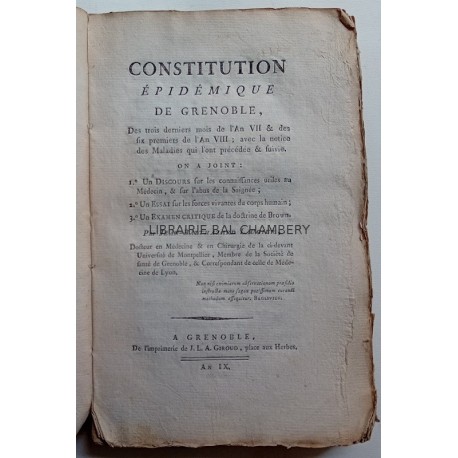 CONSTITUTION
ÉPIDÉMIQUE
DE GRENOBLE,
Des trois derniers mois de l'An VII & des
six premiers de l'An VIII; avec la notice
des Maladies qui l'ont précédée & suivie.
ON A JOINT:
1.º Un DISCOURS sur les connaissances utiles au
Médecin, & sur l'abus de la Saignée;
2.º Un ESSAI sur les forces vivantes du corps humain;
3.º Un EXAMEN CRITIQUE de la doctrine de Brown.
LIBRAIRIE BAL CHAMBERY
Par
Docteur en Médecine & en Chirurgie de la ci-devant
Université de Montpellier, Membre de la Société de
santé de Grenoble, & Correspondant de celle de Méde-
cine de Lyon.
A GRENOBLE,
De l'imprimerie de J. L. A. GIROUD, place aux Herbes.
AN IX.